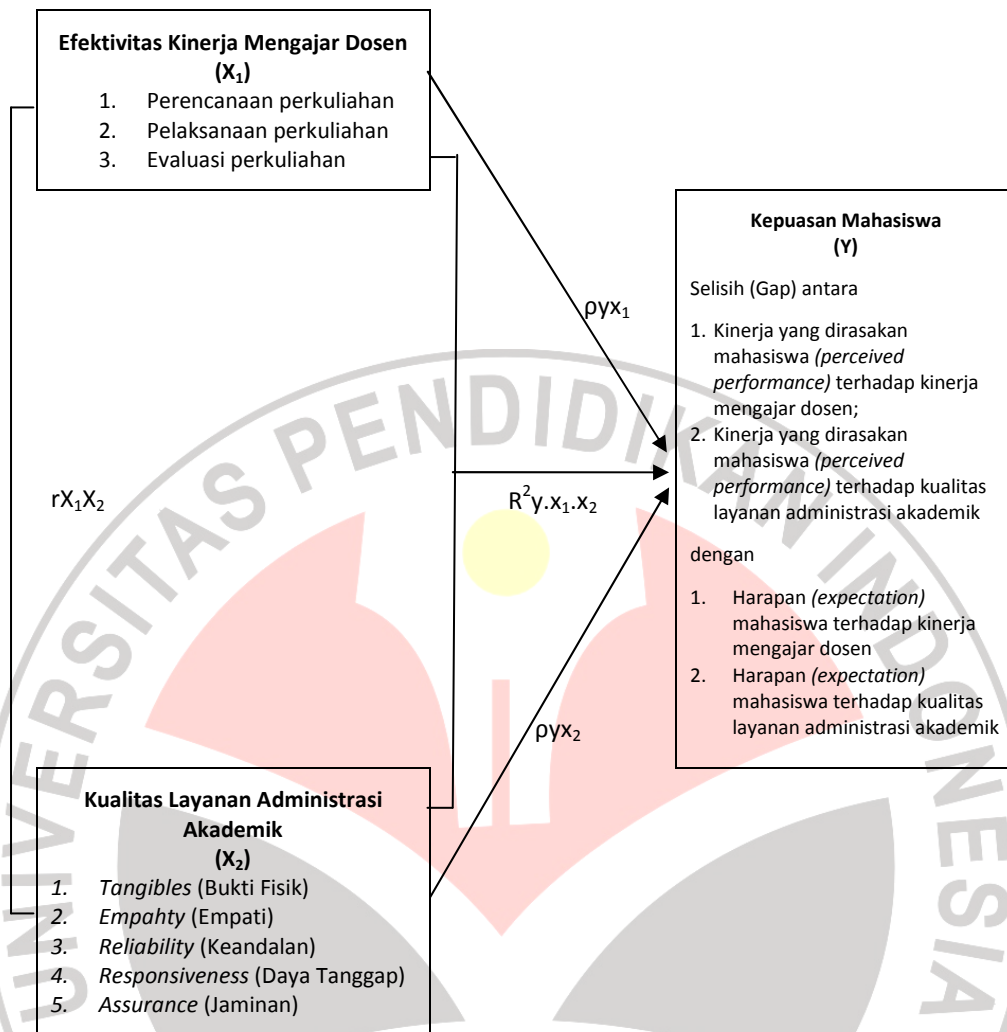 Efektivitas Kinerja Mengajar Dosen
(X₁)
1. Perencanaan perkuliahan
2. Pelaksanaan perkuliahan
3. Evaluasi perkuliahan
Kepuasan Mahasiswa
(Y)
Selisih (Gap) antara
1. Kinerja yang dirasakan
mahasiswa (perceived
performance) terhadap kinerja
mengajar dosen;
2. Kinerja yang dirasakan
mahasiswa (perceived
performance) terhadap kualitas
layanan administrasi akademik
dengan
1. Harapan (expectation)
mahasiswa terhadap kinerja
mengajar dosen
2. Harapan (expectation)
mahasiswa terhadap kualitas
layanan administrasi akademik
ρyx₁
rX₁X₂
R²y.x₁.x₂
ρyx₂
Kualitas Layanan Administrasi
Akademik
(X₂)
1. Tangibles (Bukti Fisik)
2. Empahty (Empati)
3. Reliability (Keandalan)
4. Responsiveness (Daya Tanggap)
5. Assurance (Jaminan)
UNIVERSITAS PENDIDIKAN INDONESIA